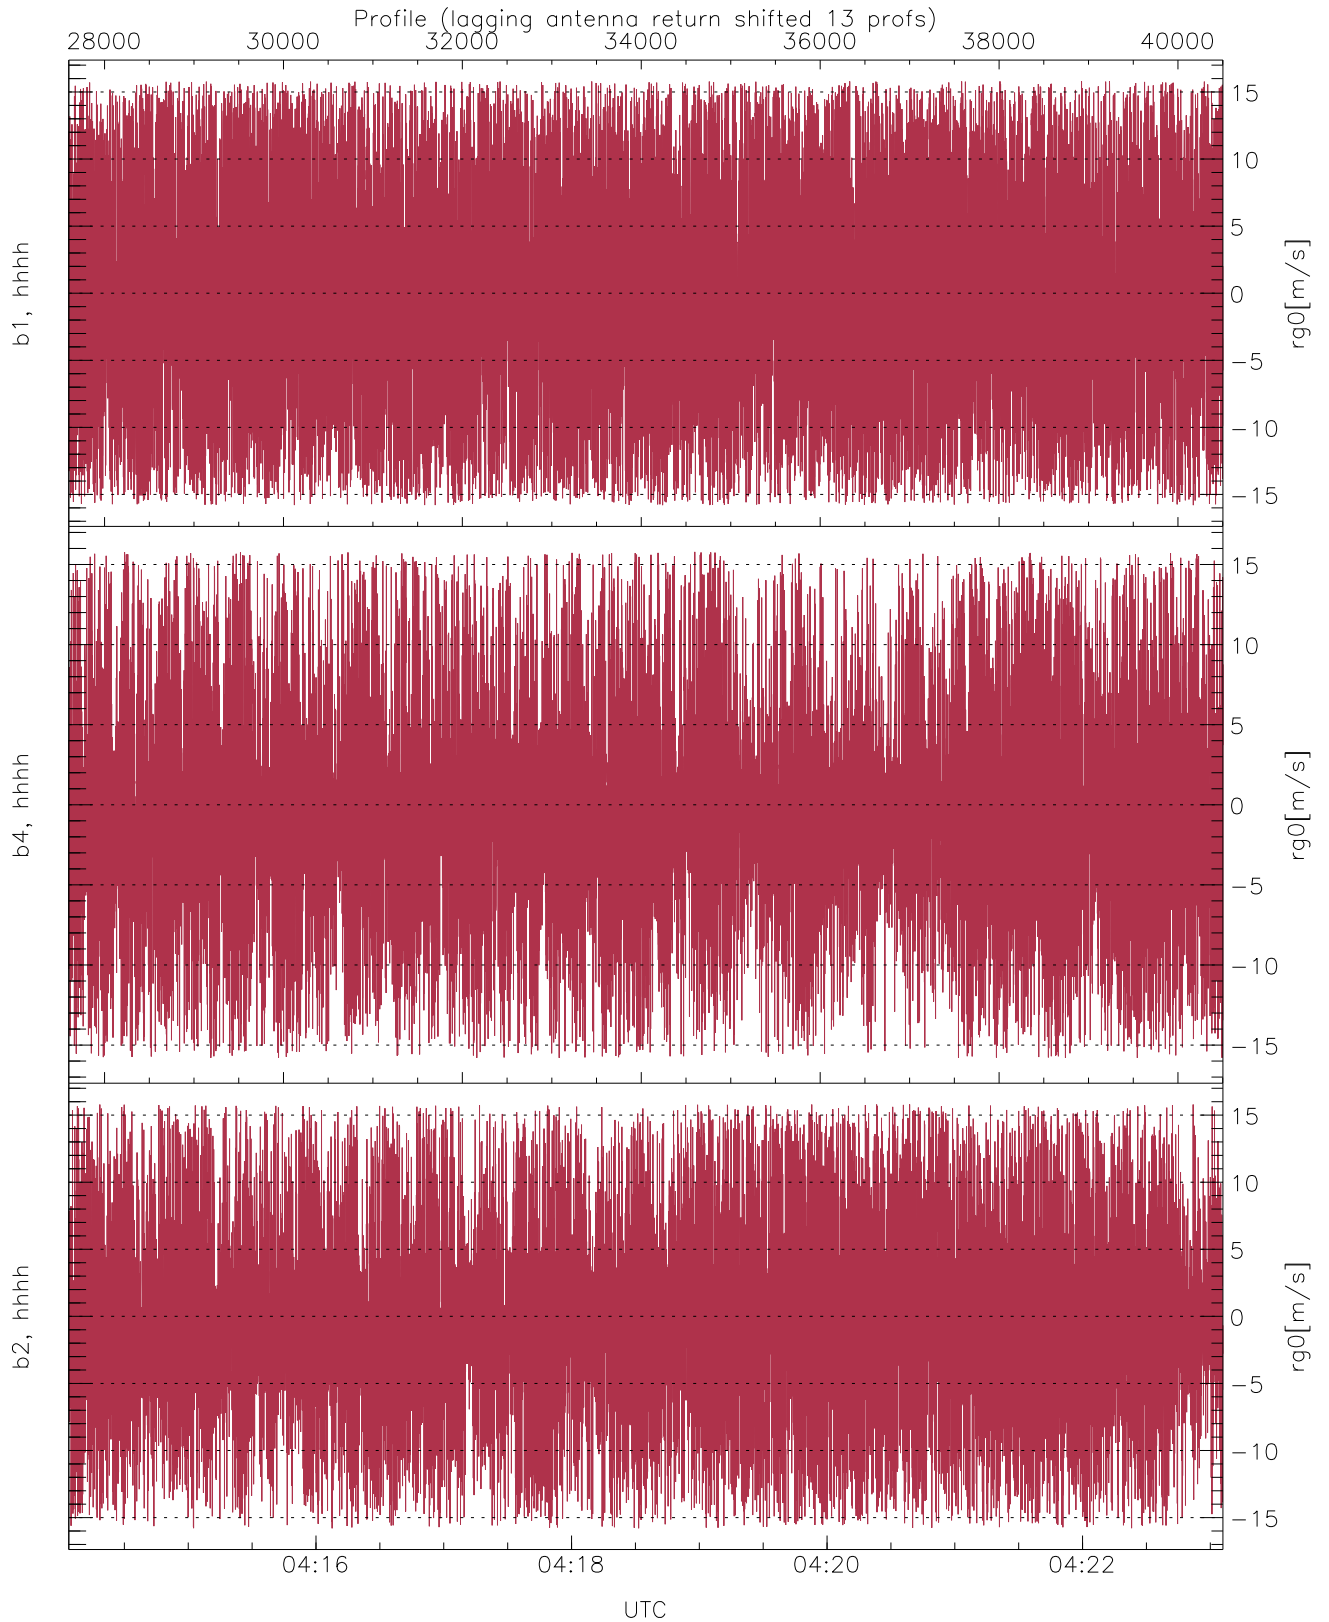 Profile (lagging antenna return shifted 13 profs)
28000 30000 32000 34000 36000 38000 40000
b1, hhhh
15
10
5
0
−5
−10
−15
rg0[m/s]
b4, hhhh
15
10
5
0
−5
−10
−15
rg0[m/s]
b2, hhhh
15
10
5
0
−5
−10
−15
rg0[m/s]
04:16 04:18 04:20 04:22
UTC